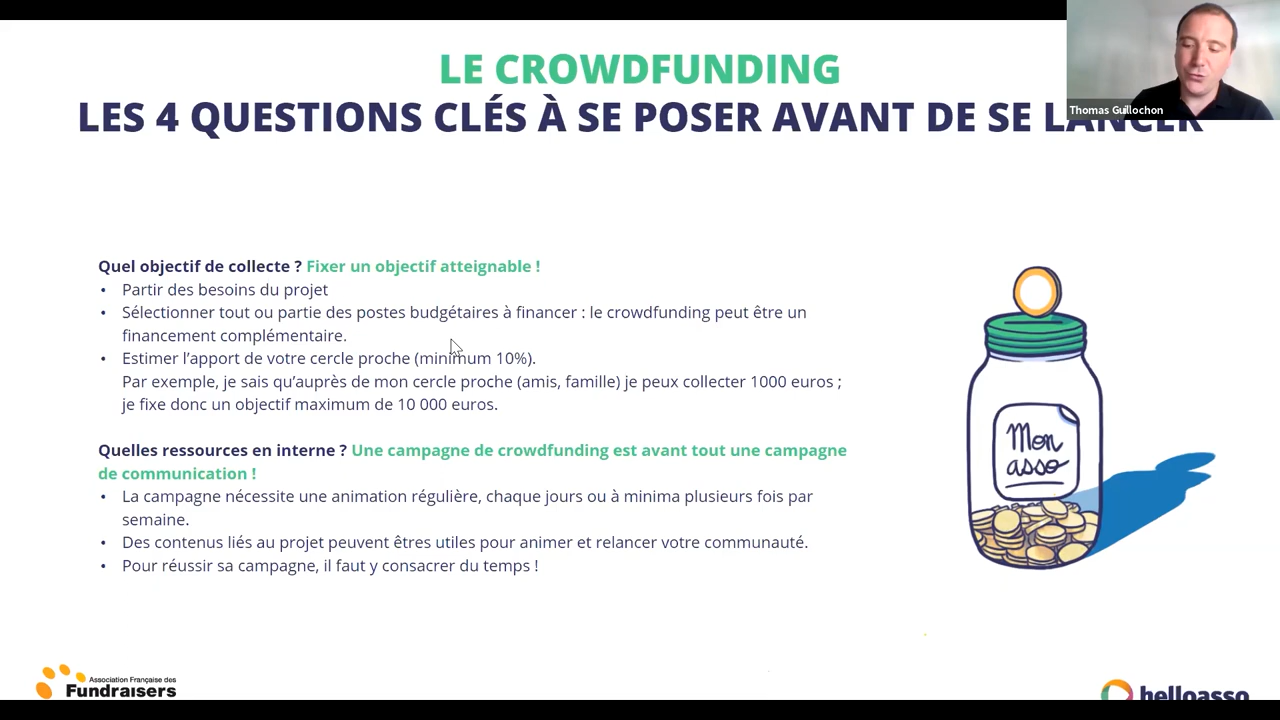 LE CROWDFUNDING
LES 4 QUESTIONS CLÉS À SE POSER AVANT DE SE LANCER
Thomas Guilochon
Quel objectif de collecte ? Fixer un objectif atteignable !
• Partir des besoins du projet
• Sélectionner tout ou partie des postes budgétaires à financer : le crowdfunding peut être un
financement complémentaire.
• Estimer l’apport de votre cercle proche (minimum 10%).
Par exemple, je sais qu’auprès de mon cercle proche (amis, famille) je peux collecter 1000 euros ;
je fixe donc un objectif maximum de 10 000 euros.
Quelles ressources en interne ? Une campagne de crowdfunding est avant tout une campagne
de communication !
• La campagne nécessite une animation régulière, chaque jours ou à minima plusieurs fois par
semaine.
• Des contenus liés au projet peuvent êtres utiles pour animer et relancer votre communauté.
• Pour réussir sa campagne, il faut y consacrer du temps !
Mon
asso
Association Française des
Fundraisers
helloasso